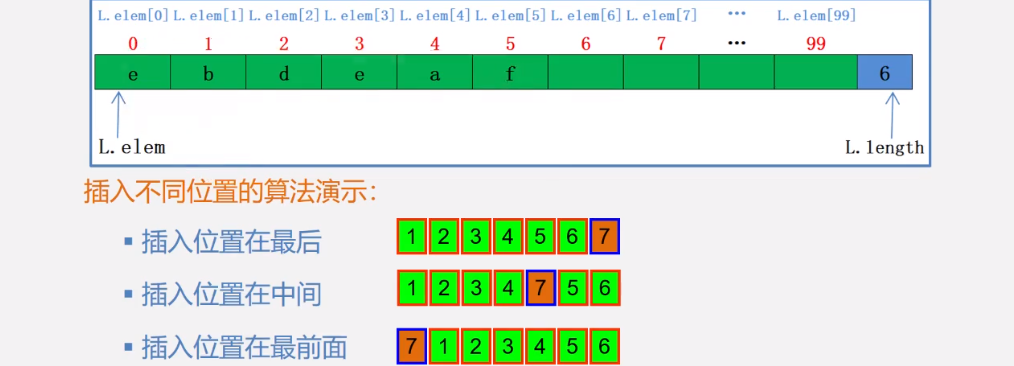 L.elem[0] L.elem[1] L.elem[2] L.elem[3] L.elem[4] L.elem[5] L.elem[6] L.elem[7] … L.elem[99]
0 1 2 3 4 5 6 7 … 99
e b d e a f 6
L.elem L.length
插入不同位置的算法演示：
▪ 插入位置在最后 1 2 3 4 5 6 7
▪ 插入位置在中间 1 2 3 4 7 5 6
▪ 插入位置在最前面 7 1 2 3 4 5 6